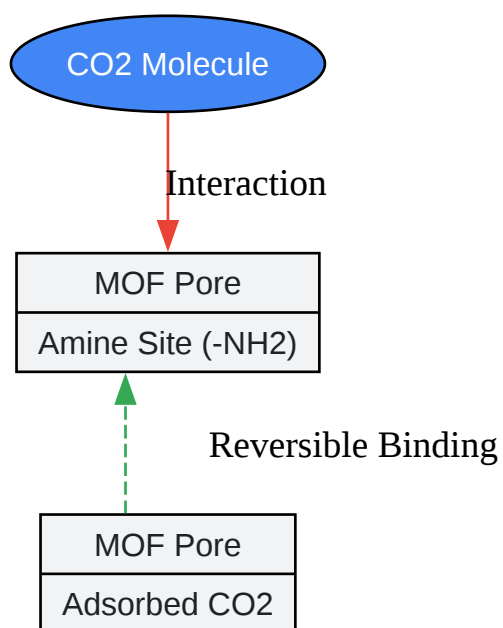 CO2 Molecule
Interaction
MOF Pore
Amine Site (-NH2)
Reversible Binding
MOF Pore
Adsorbed CO2